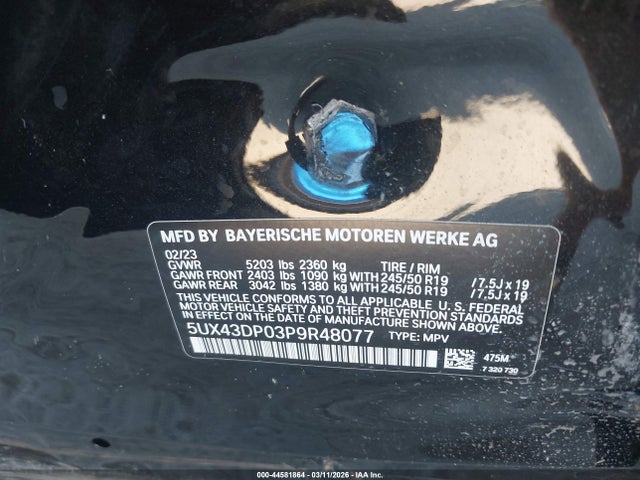 MFD BY BAYERISCHE MOTOREN WERKE AG
02/23
GVWR 5203 lbs 2360 kg TIRE / RIM
GAWR FRONT 2403 lbs 1090 kg WITH 245/50 R19 / 7.5J x 19
GAWR REAR 3042 lbs 1380 kg WITH 245/50 R19 / 7.5J x 19
THIS VEHICLE CONFORMS TO ALL APPLICABLE U. S. FEDERAL
MOTOR VEHICLE SAFETY AND THEFT PREVENTION STANDARDS
IN EFFECT ON THE DATE OF MANUFACTURE SHOWN ABOVE.
5UX43DP03P9R48077 TYPE: MPV
475M
7 320 730
000-44581864 - 03/11/2026 - IAA Inc.